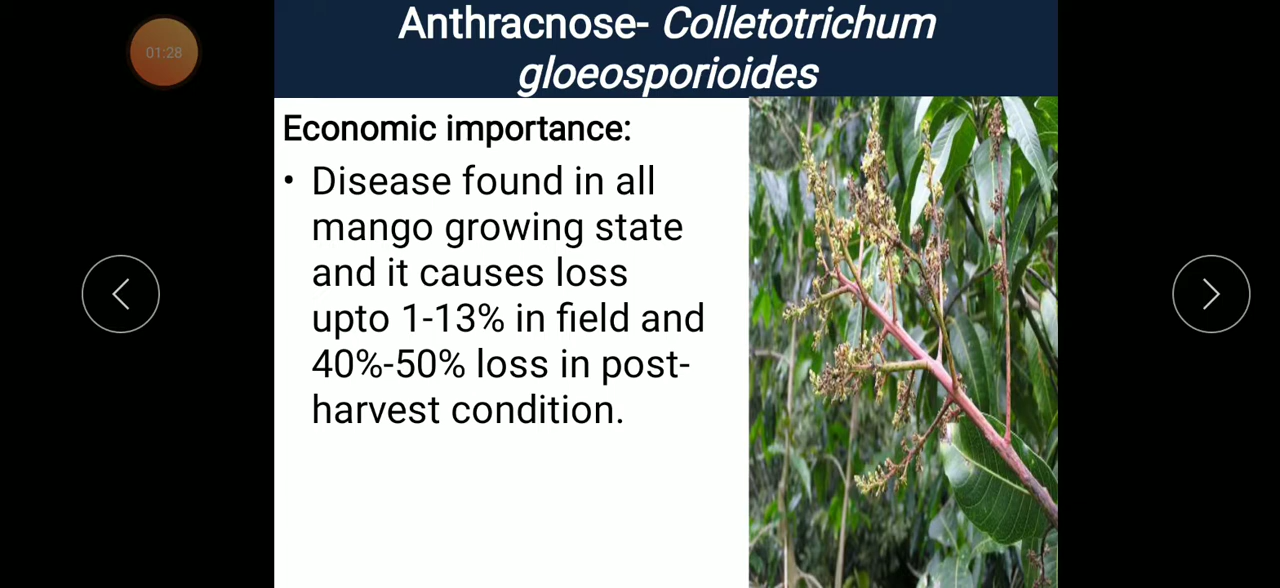 01:28
Anthracnose- Colletotrichum
gloeosporioides
Economic importance:
• Disease found in all
mango growing state
and it causes loss
upto 1-13% in field and
40%-50% loss in post-
harvest condition.